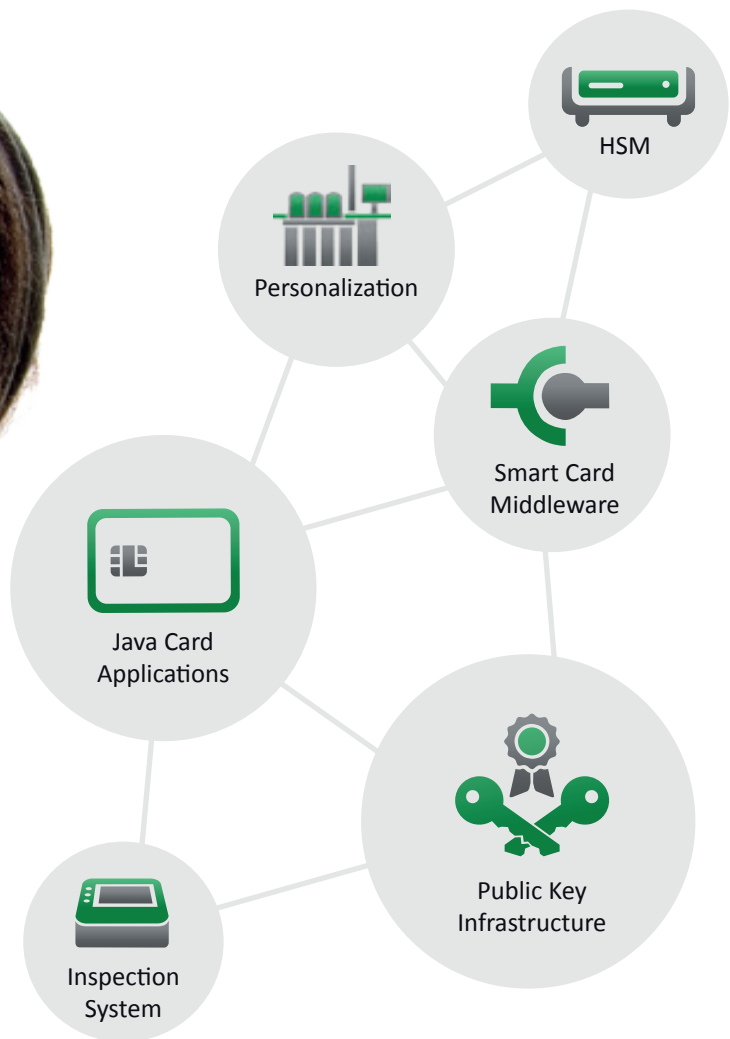 HSM
Personalization
Smart Card
Middleware
Java Card
Applications
Public Key
Infrastructure
Inspection
System